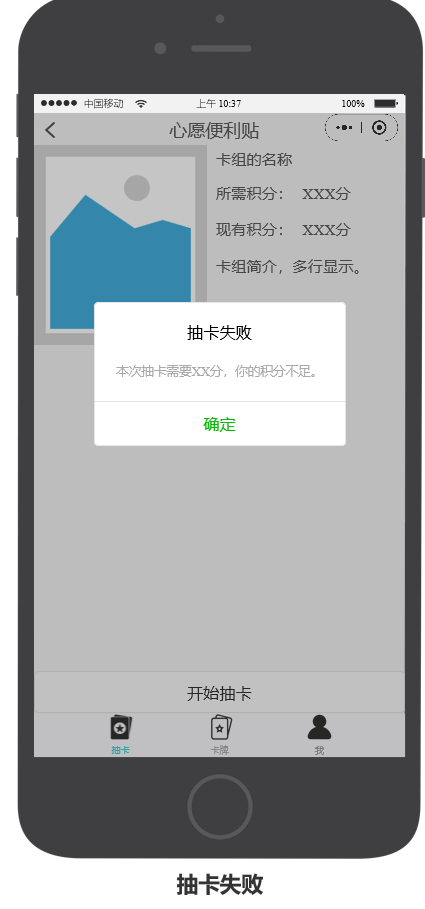 中国移动 上午 10:37 100%
心愿便利贴
卡组的名称
所需积分： XXX分
现有积分： XXX分
卡组简介，多行显示。
抽卡失败
本次抽卡需要XX分，你的积分不足。
确定
开始抽卡
抽卡 卡牌 我
抽卡失败